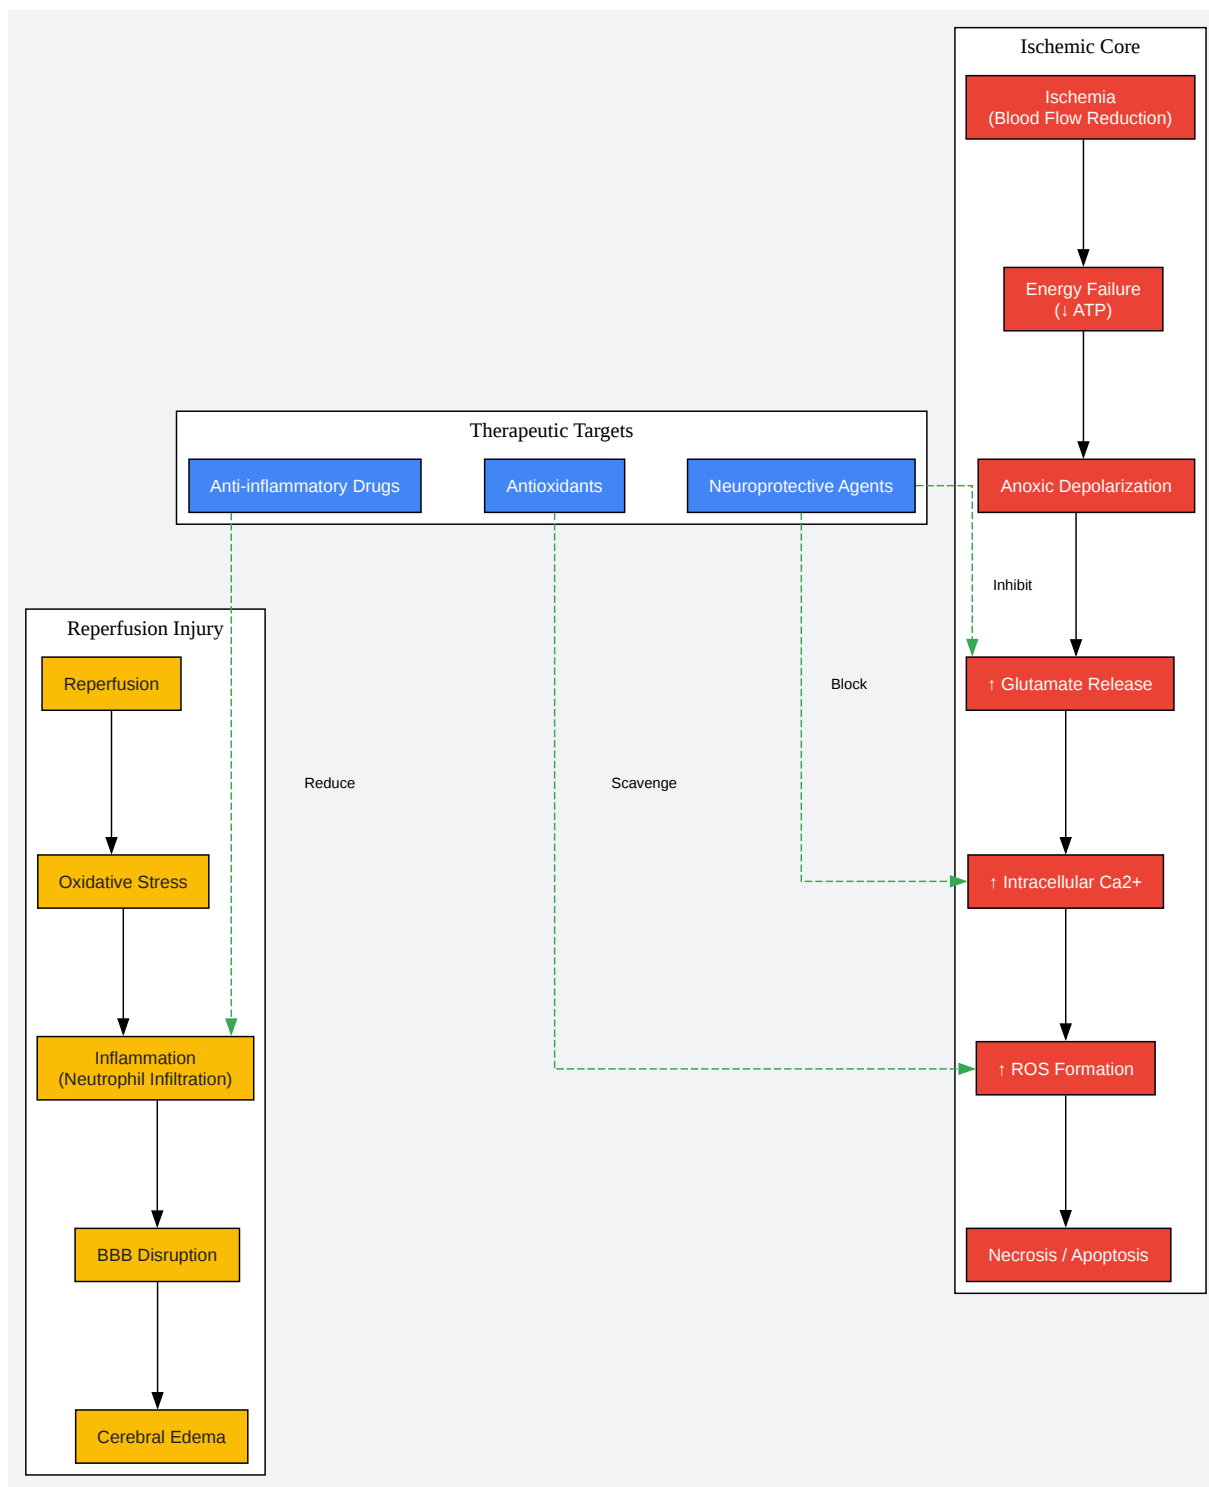 Ischemic Core
Ischemia
(Blood Flow Reduction)
Energy Failure
(↓ ATP)
Therapeutic Targets
Anti-inflammatory Drugs
Antioxidants
Neuroprotective Agents
Anoxic Depolarization
Inhibit
Reperfusion Injury
Reperfusion
Block
↑ Glutamate Release
Reduce
Scavenge
Oxidative Stress
↑ Intracellular Ca2+
Inflammation
(Neutrophil Infiltration)
↑ ROS Formation
BBB Disruption
Necrosis / Apoptosis
Cerebral Edema